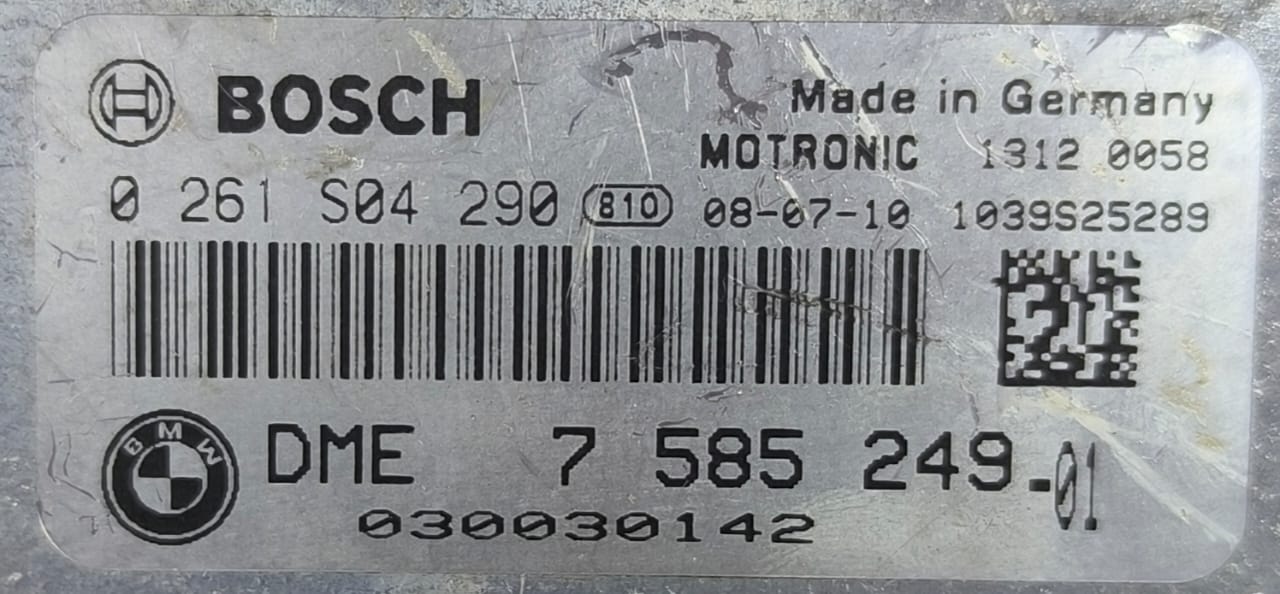 BOSCH
Made in Germany
MOTRONIC 1312 0058
0 261 S04 290 810 08-07-10 1039S25289
BMW
DME 7 585 249-01
030030142